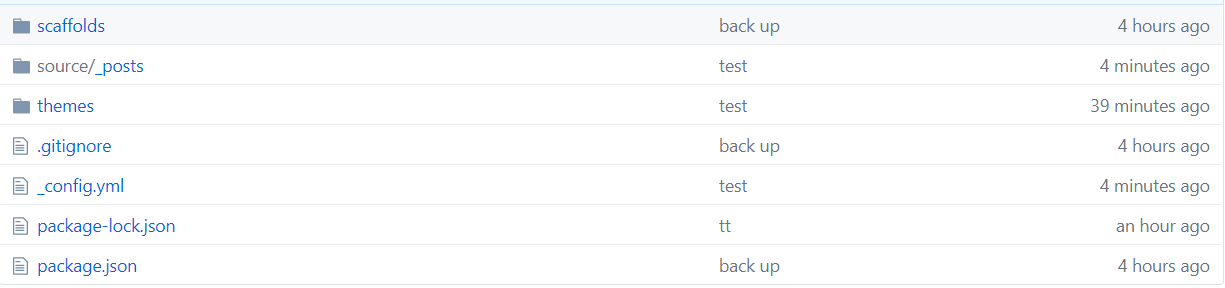 scaffolds back up 4 hours ago
source/_posts test 4 minutes ago
themes test 39 minutes ago
.gitignore back up 4 hours ago
_config.yml test 4 minutes ago
package-lock.json tt an hour ago
package.json back up 4 hours ago